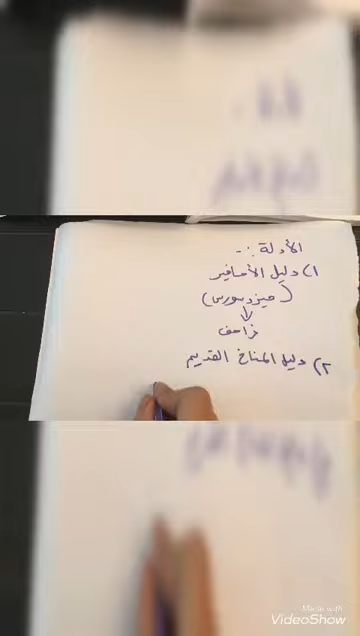 الأدلة :-
١) دليل الأحافير
(ميزوسورس)
زاحف
٢) دليل المناخ القديم
Made with
VideoShow